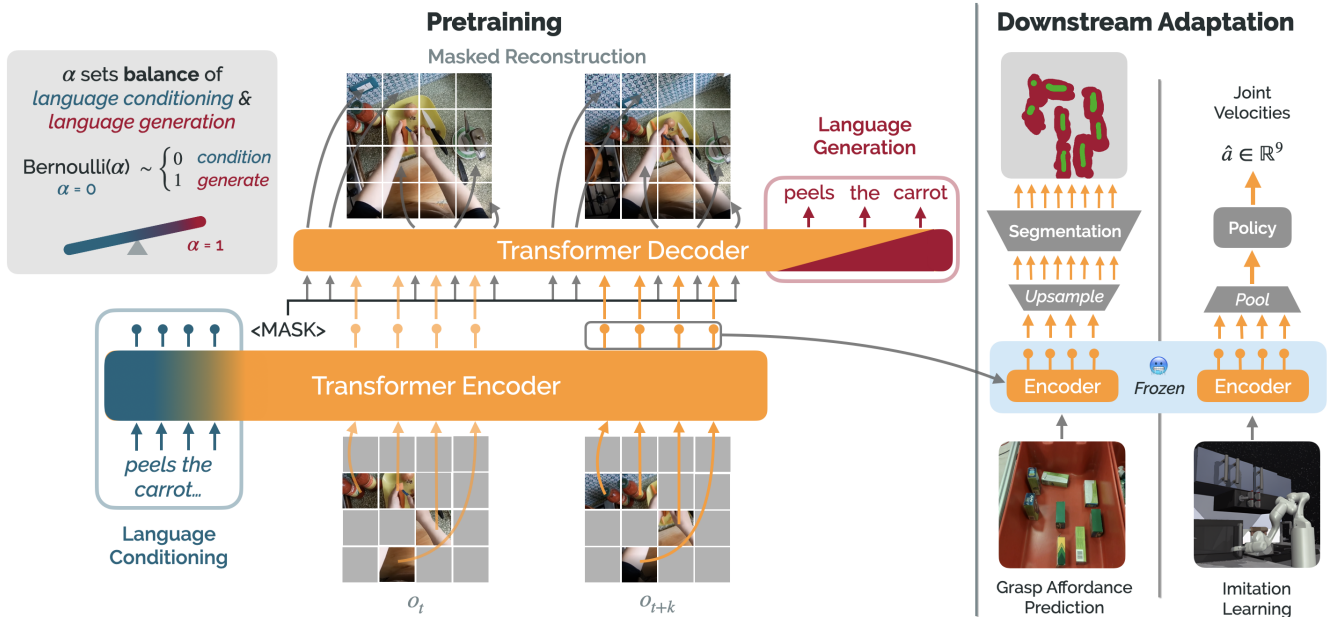 Pretraining
Masked Reconstruction
α sets balance of
language conditioning &
language generation
Bernoulli(α) ~ { 0 condition
1 generate
α = 0
α = 1
Language
Generation
peels the carrot
Transformer Decoder
<MASK>
Transformer Encoder
peels the
carrot...
Language
Conditioning
o_t
o_{t+k}
Downstream Adaptation
Segmentation
Upsample
Encoder
Grasp Affordance
Prediction
Frozen
Joint
Velocities
â ∈ ℝ⁹
Policy
Pool
Encoder
Imitation
Learning